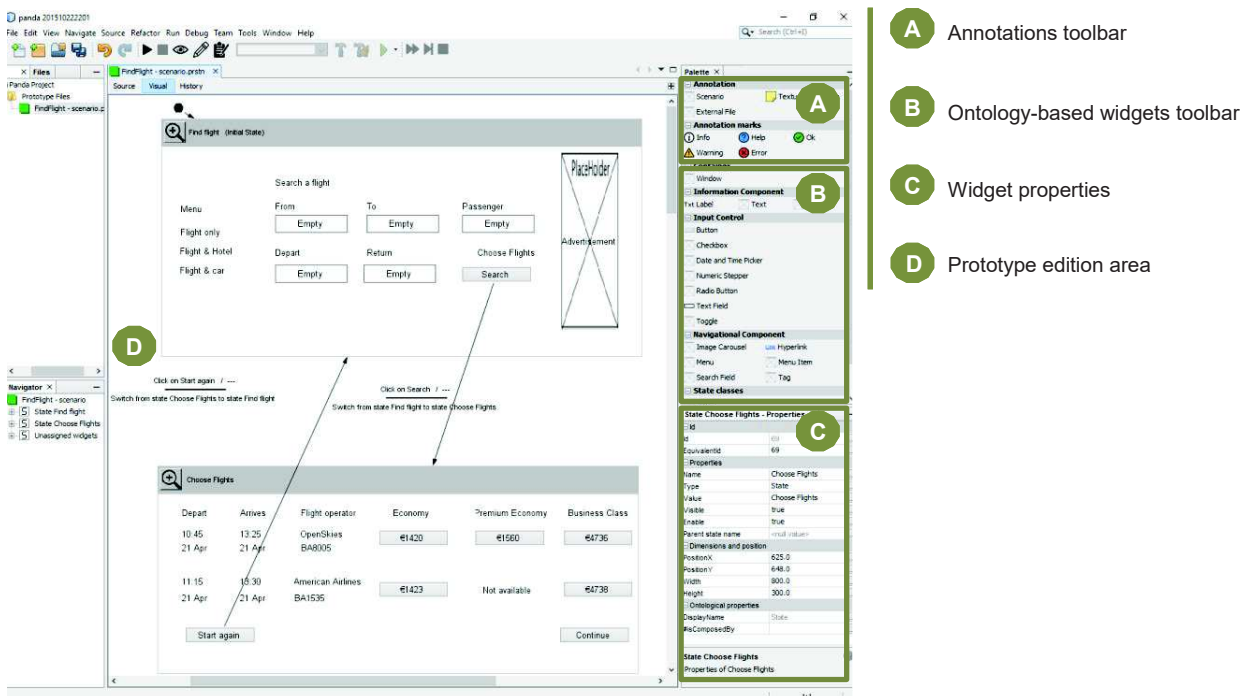 panda 201510222201
File Edit View Navigate Source Refactor Run Debug Team Tools Window Help
Search (Ctrl+I)
Files
FindFlight - scenario.prstn
Source Visual History
Panda Project
Prototype Files
FindFlight - scenario.p
Find flight (Initial State)
Search a flight
Menu
Flight only
Flight & Hotel
Flight & car
From To Passenger
Empty Empty Empty
Depart Return Choose Flights
Empty Empty Search
PlaceHolder
Advertisement
D
Click on Start again / ---
Switch from state Choose Flights to state Find flight
Click on Search / ---
Switch from state Find flight to state Choose Flights
Navigator
FindFlight - scenario
S State Find flight
S State Choose Flights
S Unassigned widgets
Choose Flights
Depart Arrives Flight operator Economy Premium Economy Business Class
10:45 13:25 OpenSkies €1420 €1560 €4736
21 Apr 21 Apr BA8005
11:15 13:30 American Airlines €1423 Not available €4738
21 Apr 21 Apr BA1535
Start again Continue
Palette
Annotation
Scenario
External File
A
Annotation marks
Info Help Ok
Warning Error
Window
Information Component
Txt Label Text
B
Input Control
Button
Checkbox
Date and Time Picker
Numeric Stepper
Radio Button
Text Field
Toggle
Navigational Component
Image Carousel Hyperlink
Menu Menu Item
Search Field Tag
State classes
State Choose Flights - Properties
C
Id
id 69
EquivalentId 69
Properties
Name Choose Flights
Type State
Value Choose Flights
Visible true
Enable true
Parent state name <null value>
Dimensions and position
PositionX 625.0
PositionY 648.0
Width 800.0
Height 300.0
Ontological properties
DisplayName State
#isComposedBy
State Choose Flights
Properties of Choose Flights
A Annotations toolbar
B Ontology-based widgets toolbar
C Widget properties
D Prototype edition area